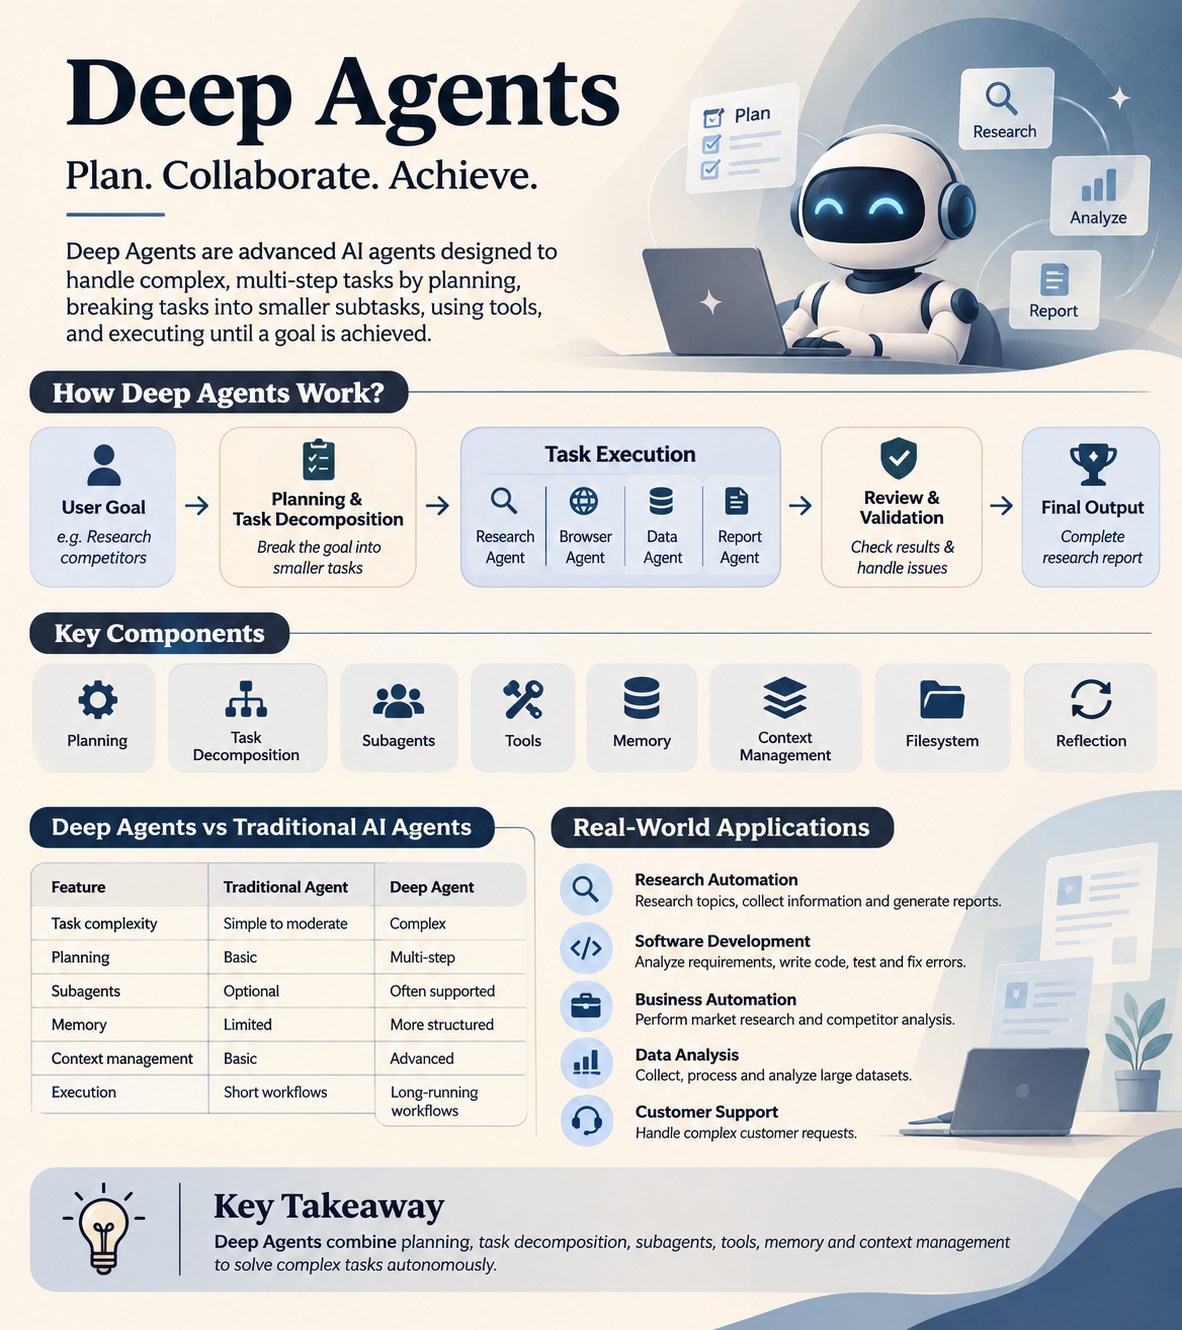 Deep Agents
Plan. Collaborate. Achieve.
Deep Agents are advanced AI agents designed to
handle complex, multi-step tasks by planning,
breaking tasks into smaller subtasks, using tools,
and executing until a goal is achieved.
Plan
Research
Analyze
Report
How Deep Agents Work?
User Goal
e.g. Research
competitors
Planning &
Task Decomposition
Break the goal into
smaller tasks
Task Execution
Research
Agent
Browser
Agent
Data
Agent
Report
Agent
Review &
Validation
Check results &
handle issues
Final Output
Complete
research report
Key Components
Planning
Task
Decomposition
Subagents
Tools
Memory
Context
Management
Filesystem
Reflection
Deep Agents vs Traditional AI Agents
Feature Traditional Agent Deep Agent
Task complexity Simple to moderate Complex
Planning Basic Multi-step
Subagents Optional Often supported
Memory Limited More structured
Context management Basic Advanced
Execution Short workflows Long-running
workflows
Real-World Applications
Research Automation
Research topics, collect information and generate reports.
Software Development
Analyze requirements, write code, test and fix errors.
Business Automation
Perform market research and competitor analysis.
Data Analysis
Collect, process and analyze large datasets.
Customer Support
Handle complex customer requests.
Key Takeaway
Deep Agents combine planning, task decomposition, subagents, tools, memory and context management
to solve complex tasks autonomously.